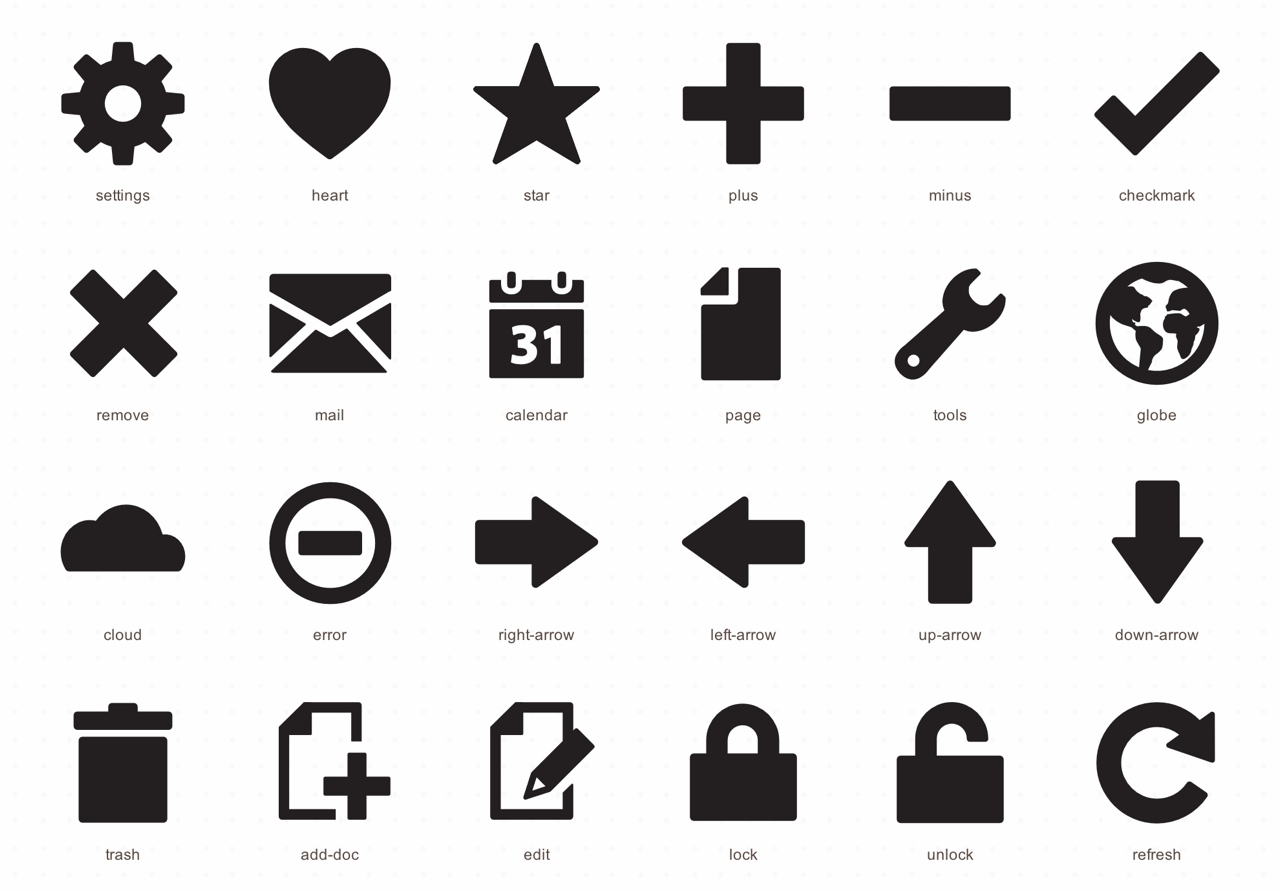 settings heart star plus minus checkmark
31
remove mail calendar page tools globe
cloud error right-arrow left-arrow up-arrow down-arrow
trash add-doc edit lock unlock refresh